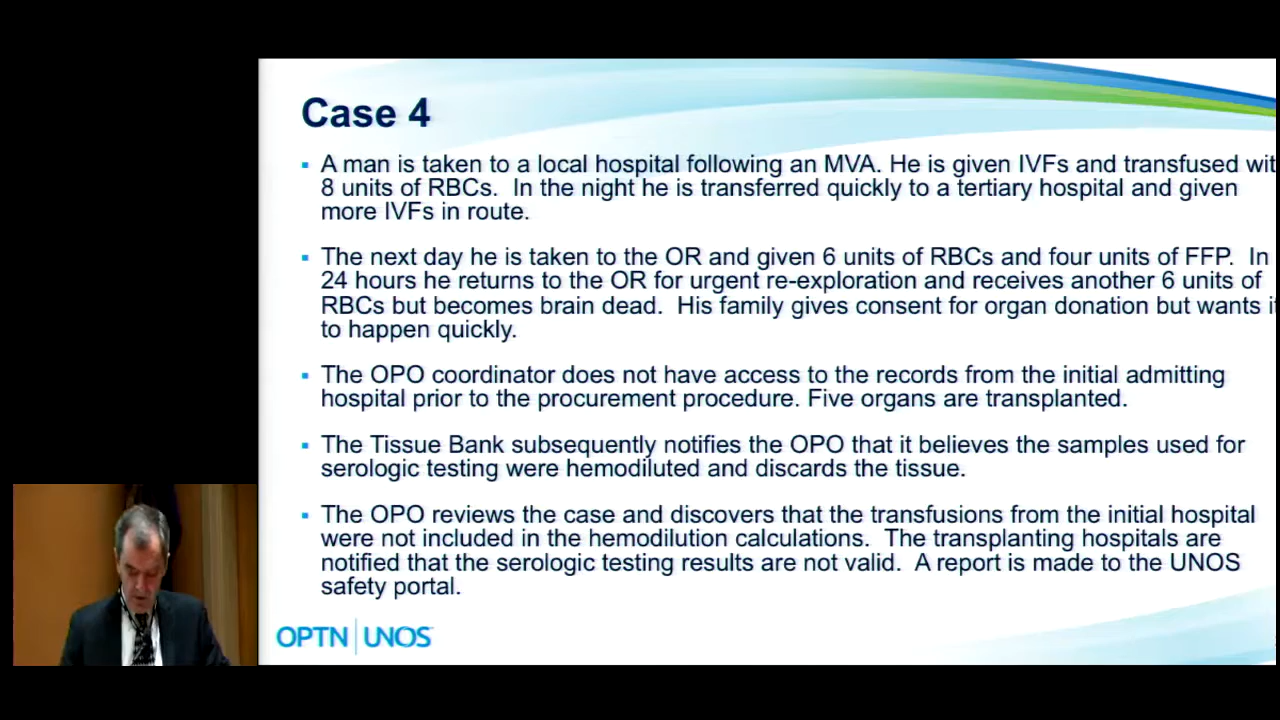 Case 4
A man is taken to a local hospital following an MVA. He is given IVFs and transfused wit
8 units of RBCs. In the night he is transferred quickly to a tertiary hospital and given
more IVFs in route.
The next day he is taken to the OR and given 6 units of RBCs and four units of FFP. In
24 hours he returns to the OR for urgent re-exploration and receives another 6 units of
RBCs but becomes brain dead. His family gives consent for organ donation but wants i
to happen quickly.
The OPO coordinator does not have access to the records from the initial admitting
hospital prior to the procurement procedure. Five organs are transplanted.
The Tissue Bank subsequently notifies the OPO that it believes the samples used for
serologic testing were hemodiluted and discards the tissue.
The OPO reviews the case and discovers that the transfusions from the initial hospital
were not included in the hemodilution calculations. The transplanting hospitals are
notified that the serologic testing results are not valid. A report is made to the UNOS
safety portal.
OPTN UNOS